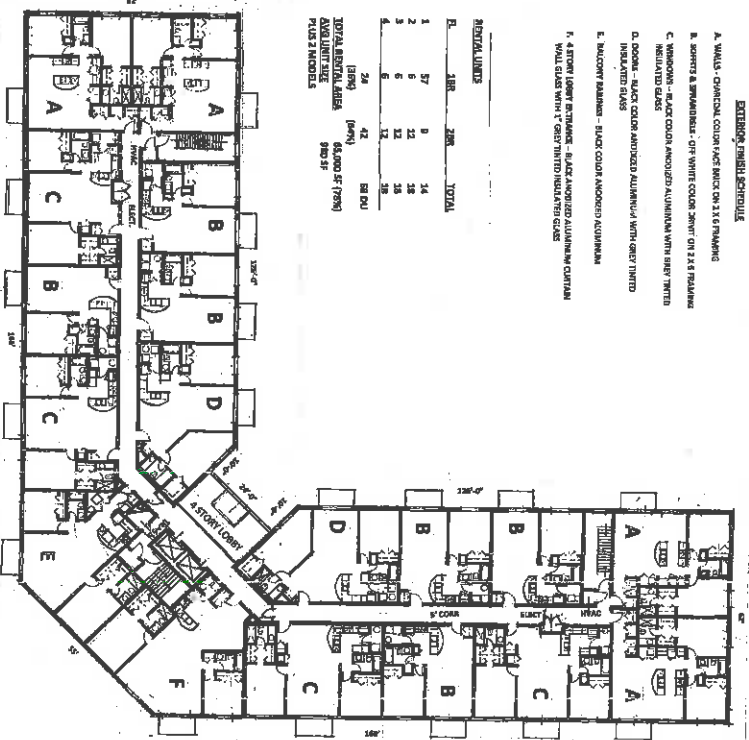 EXTERIOR FINISH SCHEDULE
A. WALLS - CHARCOAL COLOR FACE BRICK ON 2 X 6 FRAMING
B. SOFFITS & SPANDRELS - OFF WHITE COLOR DRYVIT ON 2 X 6 FRAMING
C. WINDOWS - BLACK COLOR ANODIZED ALUMINUM WITH GREY TINTED
INSULATED GLASS
D. DOORS - BLACK COLOR ANODIZED ALUMINUM WITH GREY TINTED
INSULATED GLASS
E. BALCONY RAILINGS - BLACK COLOR ANODIZED ALUMINUM
F. 4 STORY LOBBY ENTRANCE - BLACK ANODIZED ALUMINUM CURTAIN
WALL GLASS WITH 1" GREY TINTED INSULATED GLASS
RENTAL UNITS
FL 1BR 2BR TOTAL
1 9 14
2 6 12 18
3 6 12 18
4 6 12 18
24 42 68 DU
TOTAL RENTAL AREA 65,000 SF (78%)
AVG UNIT SIZE 980 SF
PLUS 2 MODELS
A
A
HVAC
ELECT.
C
B
B
B
C
D
E
128'-0"
168'
24'-0"
4 STORY LOBBY
128'-0"
D
B
B
A
5' CORR
ELECT
HVAC
A
F
C
B
C
168'